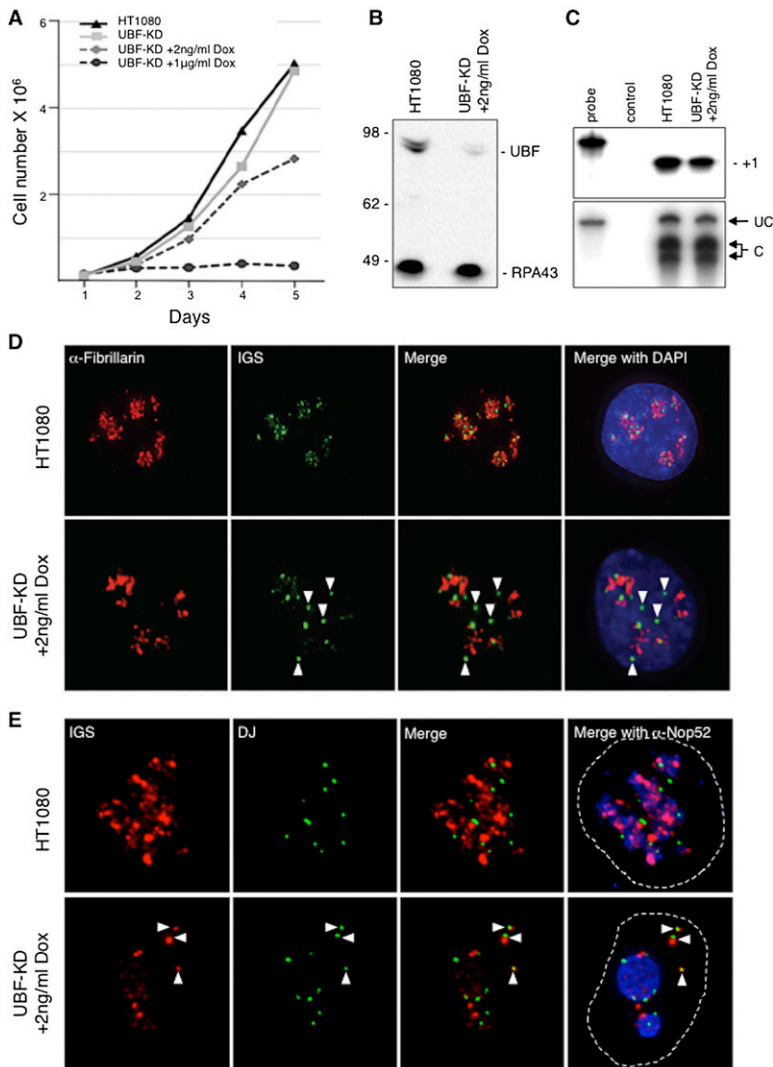 A
HT1080
UBF-KD
UBF-KD +2ng/ml Dox
UBF-KD +1µg/ml Dox
Cell number X 10⁶
6
4
2
1 2 3 4 5
Days
B
HT1080
UBF-KD
+2ng/ml Dox
98 -
- UBF
62 -
49 -
- RPA43
C
probe
control
HT1080
UBF-KD
+2ng/ml Dox
- +1
UC
C
D
α-Fibrillarin
IGS
Merge
Merge with DAPI
HT1080
UBF-KD
+2ng/ml Dox
E
IGS
DJ
Merge
Merge with α-Nop52
HT1080
UBF-KD
+2ng/ml Dox